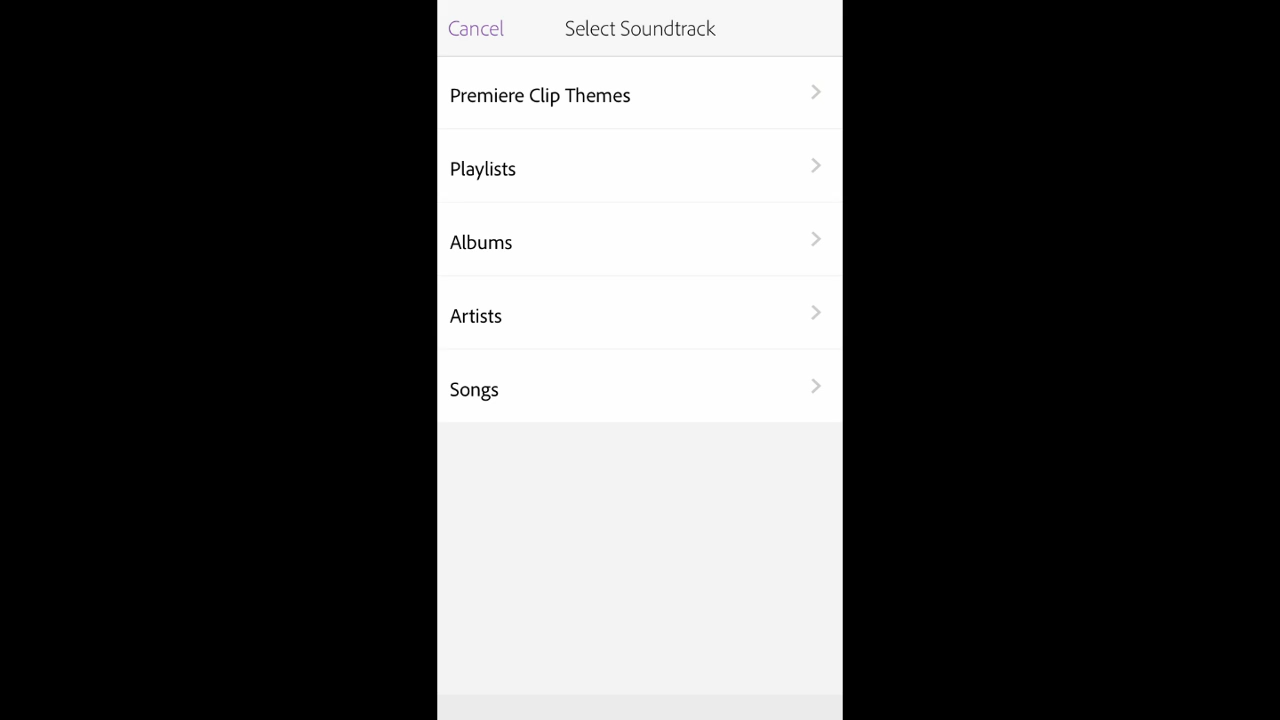 Cancel Select Soundtrack
Premiere Clip Themes
Playlists
Albums
Artists
Songs